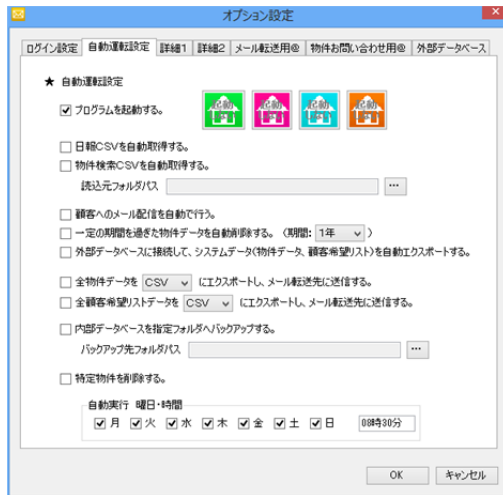 オプション設定
ログイン設定 自動運転設定 詳細1 詳細2 メール転送用@ 物件お問い合わせ用@ 外部データベース
★ 自動運転設定
プログラムを起動する。
起動 起動 起動 起動
日報CSVを自動取得する。
物件検索CSVを自動取得する。
読込元フォルダパス ...
顧客へのメール配信を自動で行う。
一定の期間を過ぎた物件データを自動削除する。(期間: 1年 )
外部データベースに接続して、システムデータ(物件データ、顧客希望リスト)を自動エクスポートする。
全物件データを CSV にエクスポートし、メール転送先に送信する。
全顧客希望リストデータを CSV にエクスポートし、メール転送先に送信する。
内部データベースを指定フォルダへバックアップする。
バックアップ先フォルダパス ...
特定物件を削除する。
自動実行 曜日・時間
月 火 水 木 金 土 日 08時30分
OK キャンセル